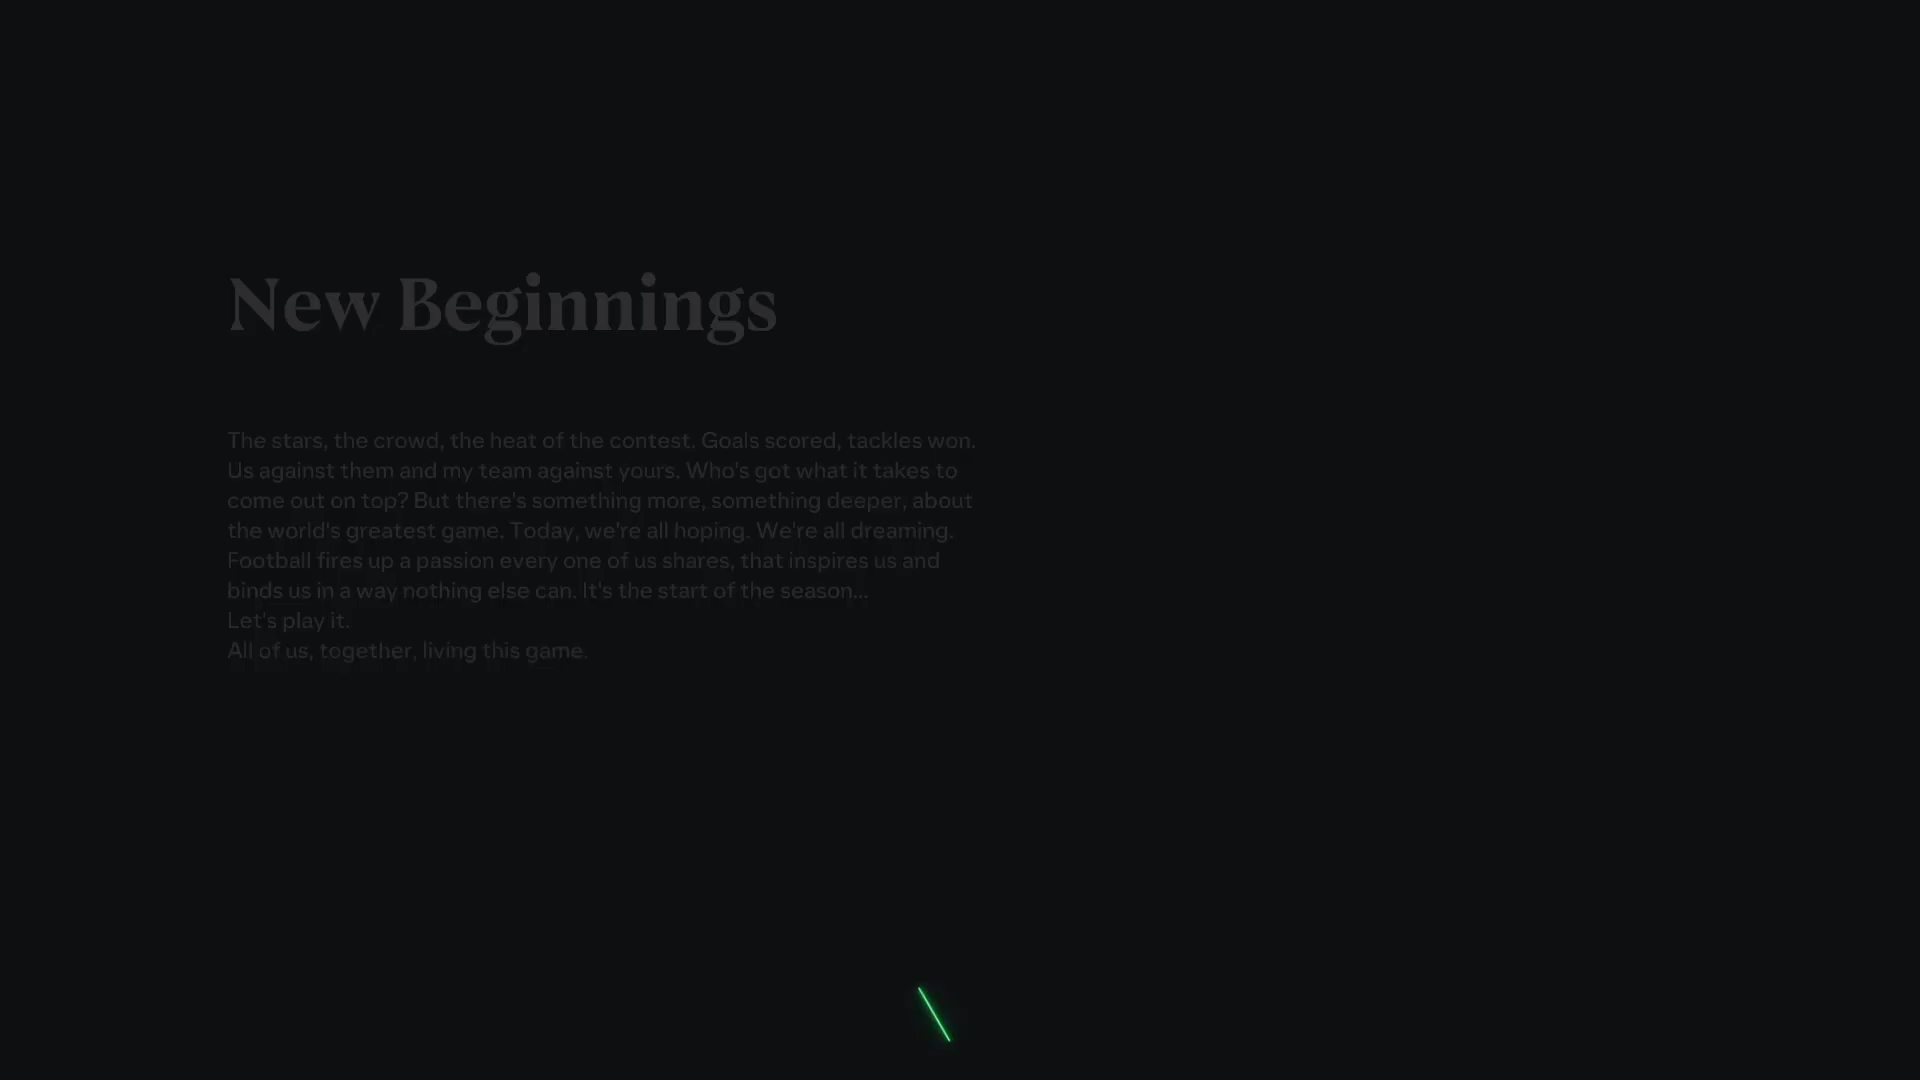 New Beginnings
The stars, the crowd, the heat of the contest. Goals scored, tackles won.
Us against them and my team against yours. Who's got what it takes to
come out on top? But there's something more, something deeper, about
the world's greatest game. Today, we're all hoping. We're all dreaming.
Football fires up a passion every one of us shares, that inspires us and
binds us in a way nothing else can. It's the start of the season...
Let's play it.
All of us, together, living this game.